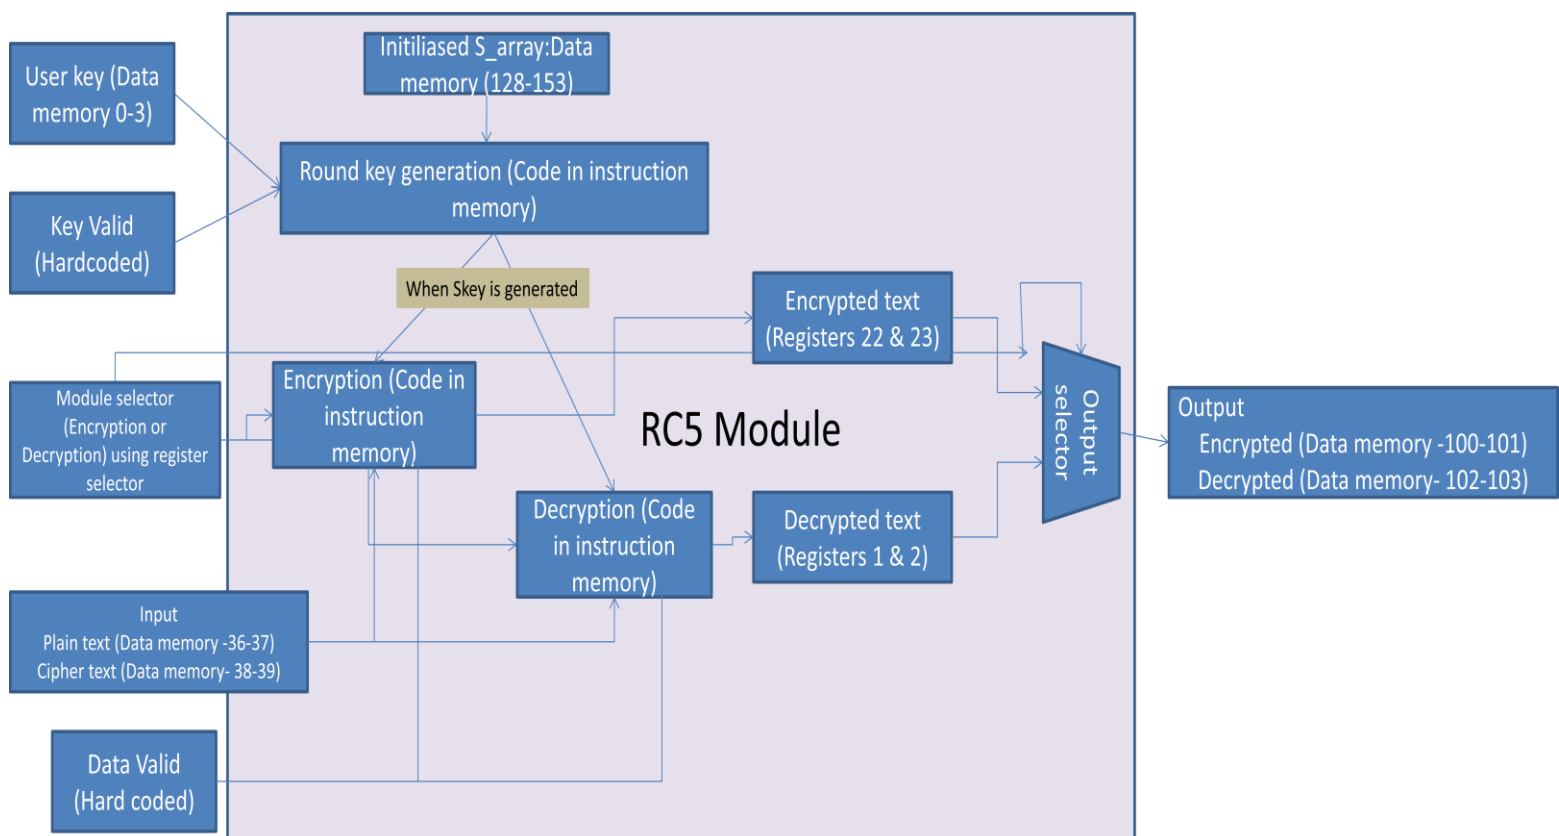 Initiliased S_array:Data
memory (128-153)
User key (Data
memory 0-3)
Round key generation (Code in instruction
memory)
Key Valid
(Hardcoded)
When Skey is generated
Encrypted text
(Registers 22 & 23)
Module selector
(Encryption or
Decryption) using register
selector
Encryption (Code in
instruction
memory)
RC5 Module
Output
selector
Output
Encrypted (Data memory -100-101)
Decrypted (Data memory- 102-103)
Decryption (Code
in instruction
memory)
Decrypted text
(Registers 1 & 2)
Input
Plain text (Data memory -36-37)
Cipher text (Data memory- 38-39)
Data Valid
(Hard coded)